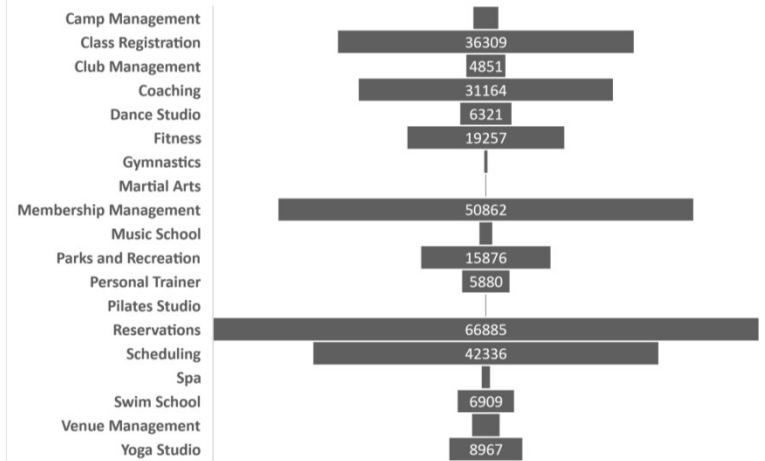 Camp Management
Class Registration 36309
Club Management 4851
Coaching 31164
Dance Studio 6321
Fitness 19257
Gymnastics
Martial Arts
Membership Management 50862
Music School
Parks and Recreation 15876
Personal Trainer 5880
Pilates Studio
Reservations 66885
Scheduling 42336
Spa
Swim School 6909
Venue Management
Yoga Studio 8967